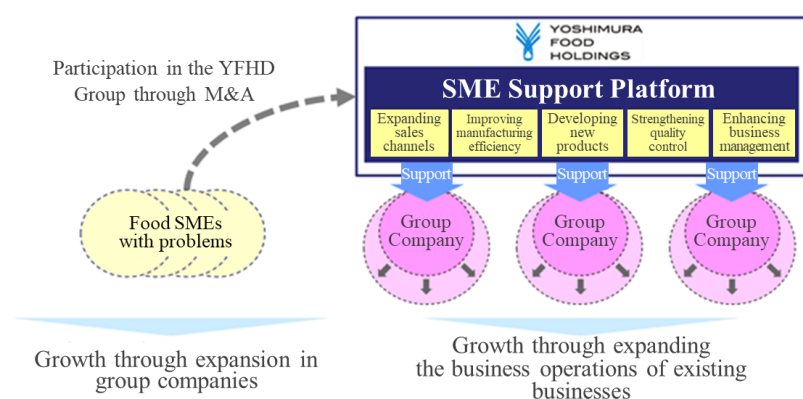 YOSHIMURA
FOOD
HOLDINGS
Participation in the YFHD
Group through M&A
SME Support Platform
Expanding
sales
channels
Improving
manufacturing
efficiency
Developing
new
products
Strengthening
quality
control
Enhancing
business
management
Support
Support
Support
Food SMEs
with problems
Group
Company
Group
Company
Group
Company
Growth through expansion in
group companies
Growth through expanding
the business operations of existing
businesses